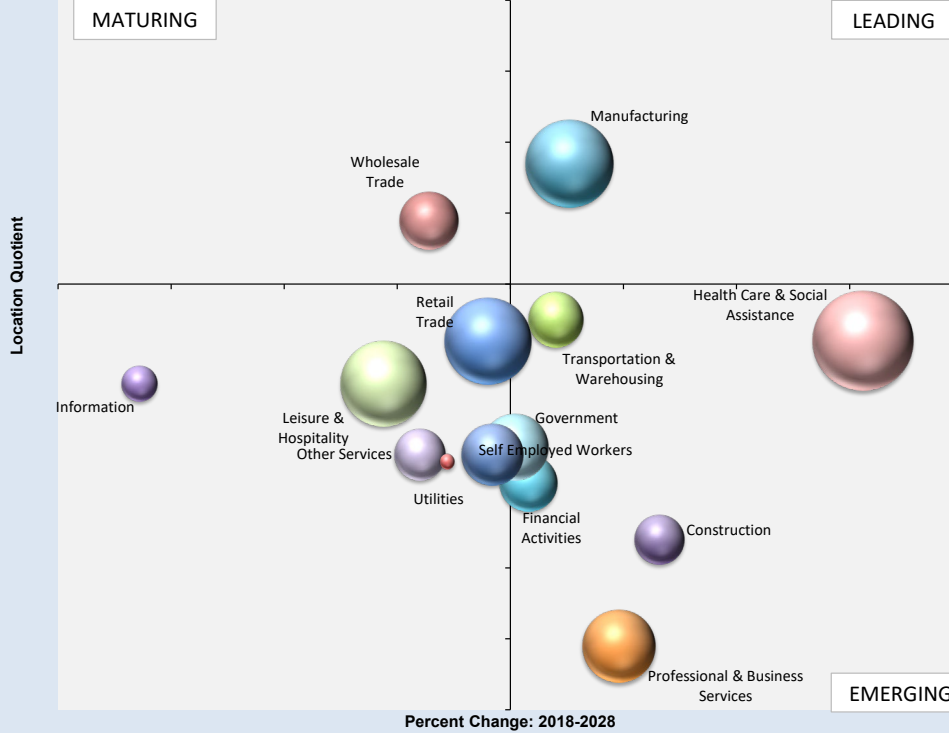 MATURING
LEADING
Manufacturing
Wholesale
Trade
Location Quotient
Retail
Trade
Health Care & Social
Assistance
Transportation &
Warehousing
Information
Leisure &
Hospitality
Government
Other Services
Self Employed Workers
Utilities
Financial
Activities
Construction
Professional & Business
Services
EMERGING
Percent Change: 2018-2028